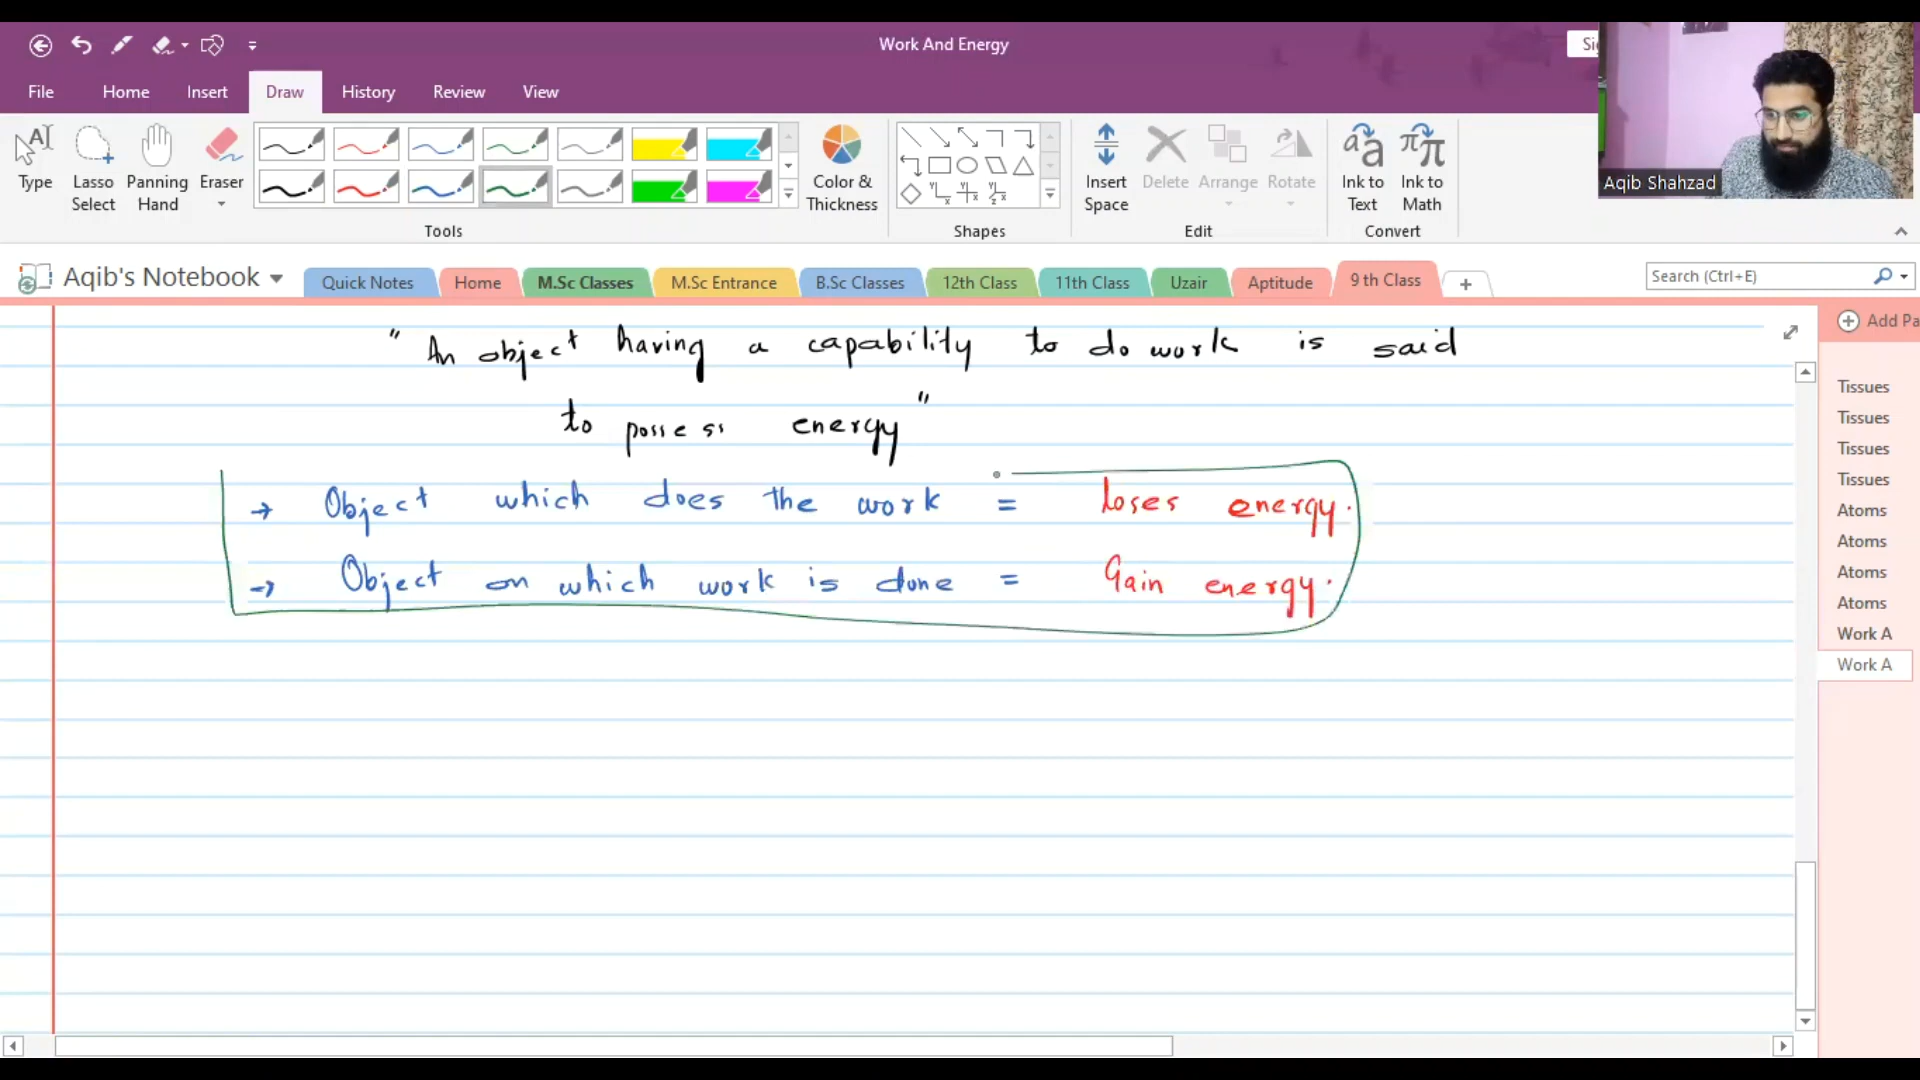 Work And Energy
File Home Insert Draw History Review View
Type
Lasso Select
Panning Hand
Eraser
Color & Thickness
Insert Space
Delete
Arrange
Rotate
Ink to Text
Ink to Math
Tools
Shapes
Edit
Convert
Aqib Shahzad
Aqib's Notebook
Quick Notes Home M.Sc Classes M.Sc Entrance B.Sc Classes 12th Class 11th Class Uzair Aptitude 9 th Class
Search (Ctrl+E)
" An object having a capability to do work is said
to possess energy "
→ Object which does the work = loses energy.
→ Object on which work is done = Gain energy.
Add Pa
Tissues
Tissues
Tissues
Tissues
Atoms
Atoms
Atoms
Atoms
Work A
Work A